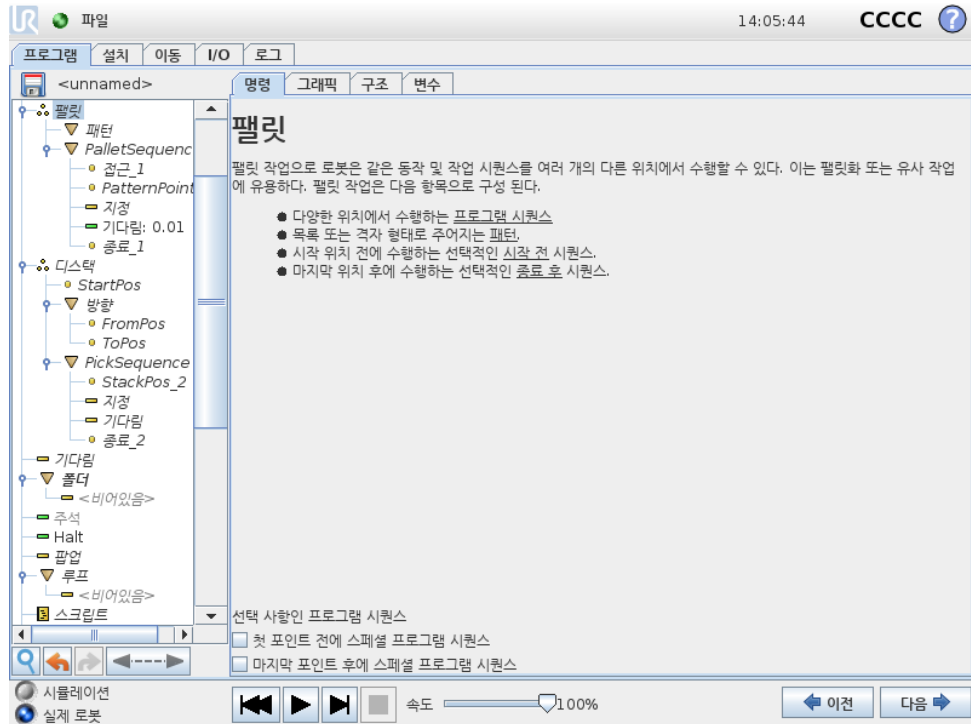 UR 파일 14:05:44 CCCC ?
프로그램 설치 이동 I/O 로그
<unnamed>
명령 그래픽 구조 변수
팰릿
패턴
PalletSequenc
접근_1
PatternPoint
지정
기다림: 0.01
종료_1
디스택
StartPos
방향
FromPos
ToPos
PickSequence
StackPos_2
지정
기다림
종료_2
기다림
폴더
<비어있음>
주석
Halt
팝업
루프
<비어있음>
스크립트
팰릿
팰릿 작업으로 로봇은 같은 동작 및 작업 시퀀스를 여러 개의 다른 위치에서 수행할 수 있다. 이는 팰릿화 또는 유사 작업
에 유용하다. 팰릿 작업은 다음 항목으로 구성 된다.
● 다양한 위치에서 수행하는 프로그램 시퀀스
● 목록 또는 격자 형태로 주어지는 패턴.
● 시작 위치 전에 수행하는 선택적인 시작 전 시퀀스.
● 마지막 위치 후에 수행하는 선택적인 종료 후 시퀀스.
선택 사항인 프로그램 시퀀스
첫 포인트 전에 스페셜 프로그램 시퀀스
마지막 포인트 후에 스페셜 프로그램 시퀀스
시뮬레이션
실제 로봇
속도 100%
이전 다음